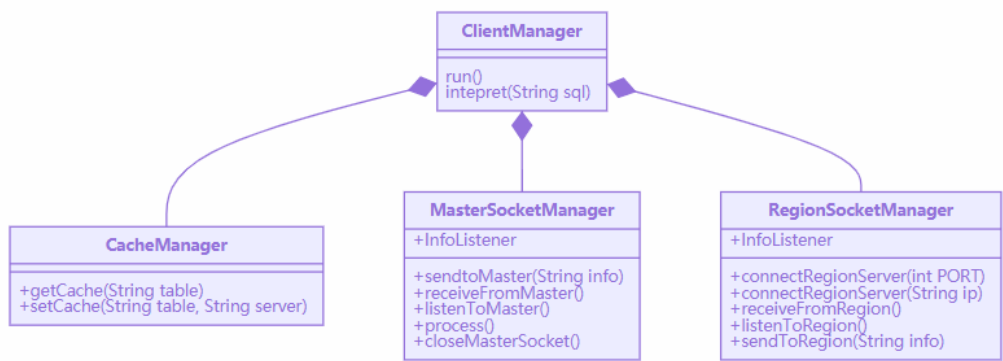 ClientManager
run()
intepret(String sql)
CacheManager
+getCache(String table)
+setCache(String table, String server)
MasterSocketManager
+InfoListener
+sendtoMaster(String info)
+receiveFromMaster()
+listenToMaster()
+process()
+closeMasterSocket()
RegionSocketManager
+InfoListener
+connectRegionServer(int PORT)
+connectRegionServer(String ip)
+receiveFromRegion()
+listenToRegion()
+sendToRegion(String info)